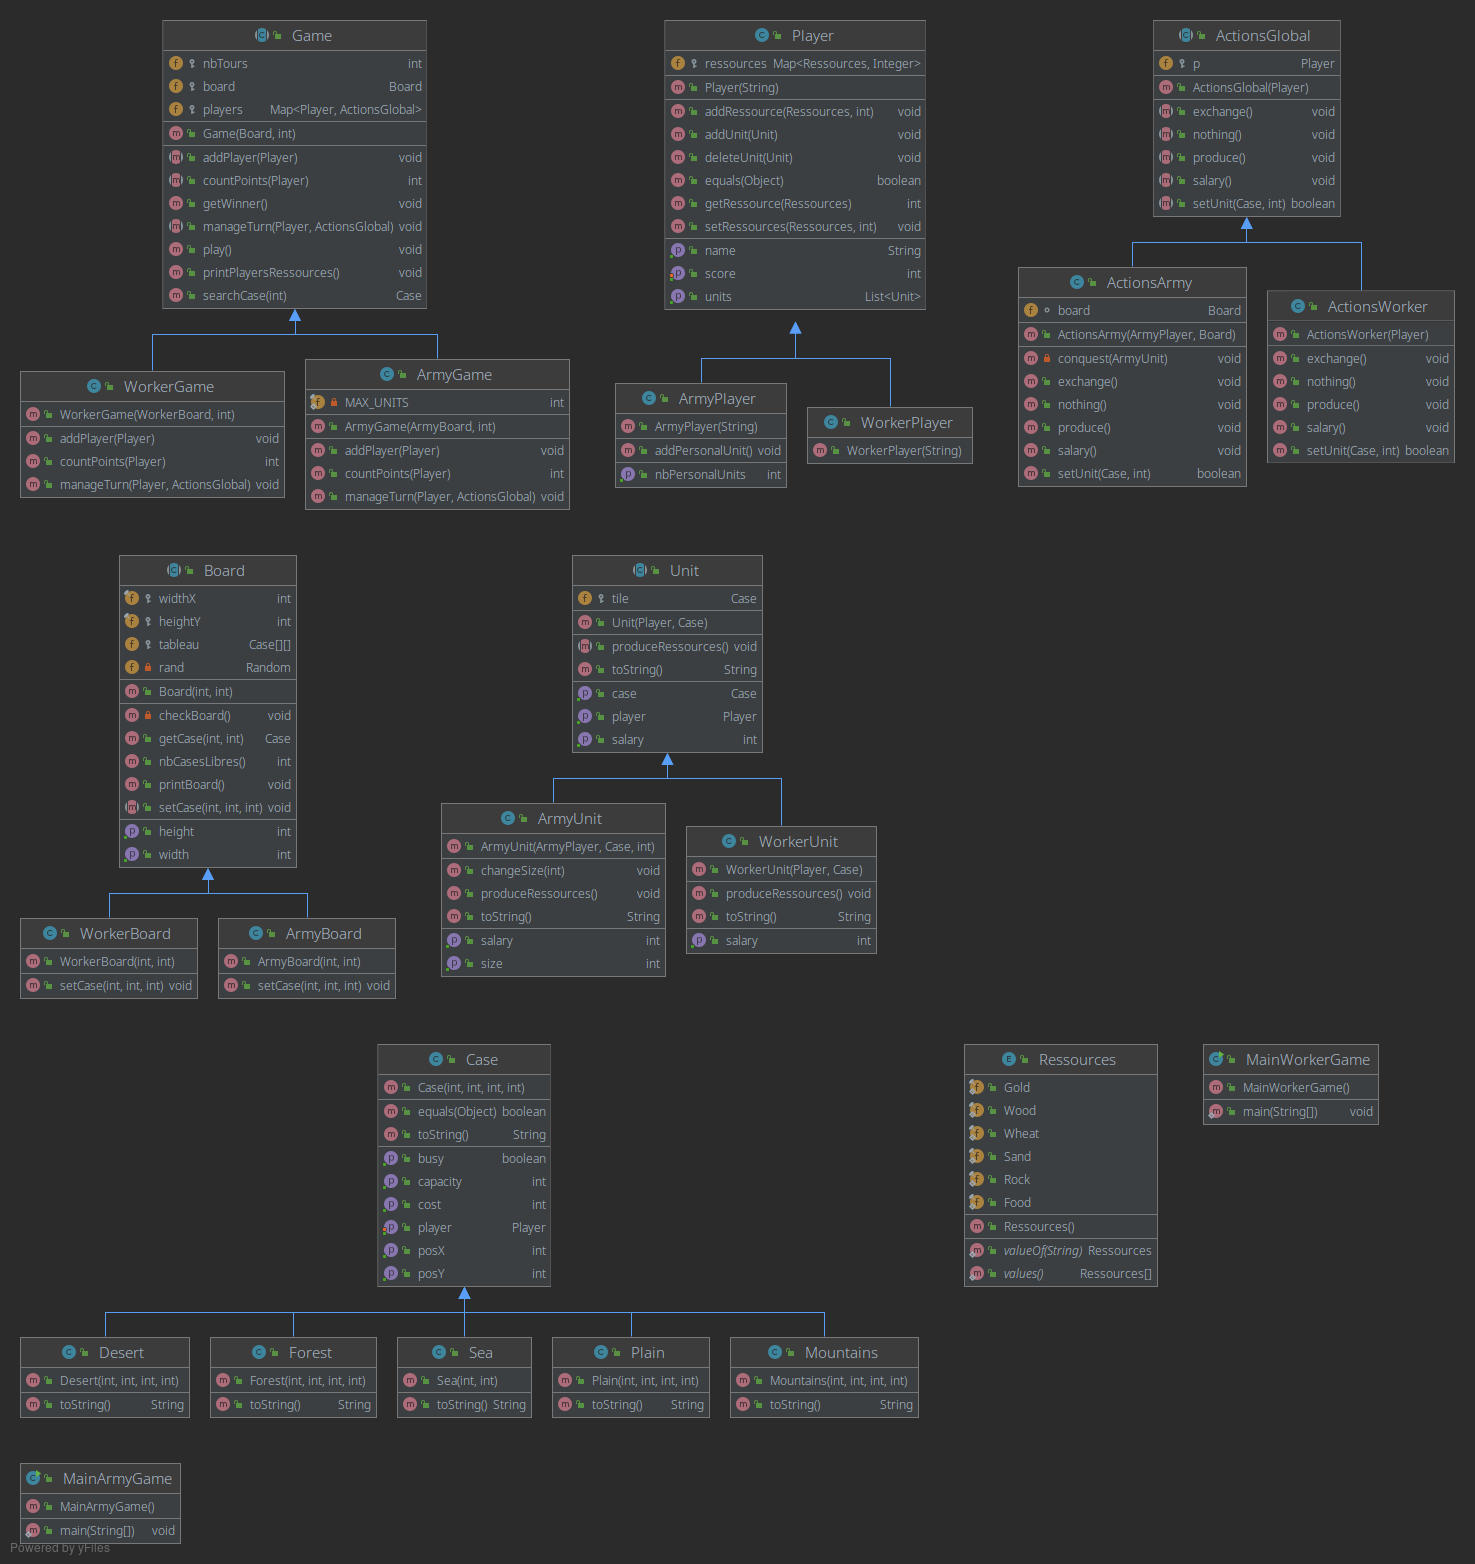 Game
nbTours int
board Board
players Map<Player, ActionsGlobal>
Game(Board, int)
addPlayer(Player) void
countPoints(Player) int
getWinner() void
manageTurn(Player, ActionsGlobal) void
play() void
printPlayersRessources() void
searchCase(int) Case
Player
ressources Map<Ressources, Integer>
Player(String)
addRessource(Ressources, int) void
addUnit(Unit) void
deleteUnit(Unit) void
equals(Object) boolean
getRessource(Ressources) int
setRessources(Ressources, int) void
name String
score int
units List<Unit>
ActionsGlobal
p Player
ActionsGlobal(Player)
exchange() void
nothing() void
produce() void
salary() void
setUnit(Case, int) boolean
WorkerGame
WorkerGame(WorkerBoard, int)
addPlayer(Player) void
countPoints(Player) int
manageTurn(Player, ActionsGlobal) void
ArmyGame
MAX_UNITS int
ArmyGame(ArmyBoard, int)
addPlayer(Player) void
countPoints(Player) int
manageTurn(Player, ActionsGlobal) void
ArmyPlayer
ArmyPlayer(String)
addPersonalUnit() void
nbPersonalUnits int
WorkerPlayer
WorkerPlayer(String)
ActionsArmy
board Board
ActionsArmy(ArmyPlayer, Board)
conquest(ArmyUnit) void
exchange() void
nothing() void
produce() void
salary() void
setUnit(Case, int) boolean
ActionsWorker
ActionsWorker(Player)
exchange() void
nothing() void
produce() void
salary() void
setUnit(Case, int) boolean
Board
widthX int
heightY int
tableau Case[][]
rand Random
Board(int, int)
checkBoard() void
getCase(int, int) Case
nbCasesLibres() int
printBoard() void
setCase(int, int, int) void
height int
width int
Unit
tile Case
Unit(Player, Case)
produceRessources() void
toString() String
case Case
player Player
salary int
ArmyUnit
ArmyUnit(ArmyPlayer, Case, int)
changeSize(int) void
produceRessources() void
toString() String
salary int
size int
WorkerUnit
WorkerUnit(Player, Case)
produceRessources() void
toString() String
salary int
WorkerBoard
WorkerBoard(int, int)
setCase(int, int, int) void
ArmyBoard
ArmyBoard(int, int)
setCase(int, int, int) void
Case
Case(int, int, int, int)
equals(Object) boolean
toString() String
busy boolean
capacity int
cost int
player Player
posX int
posY int
Ressources
Gold
Wood
Wheat
Sand
Rock
Food
Ressources()
valueOf(String) Ressources
values() Ressources[]
MainWorkerGame
MainWorkerGame()
main(String[]) void
Desert
Desert(int, int, int, int)
toString() String
Forest
Forest(int, int, int, int)
toString() String
Sea
Sea(int, int)
toString() String
Plain
Plain(int, int, int, int)
toString() String
Mountains
Mountains(int, int, int, int)
toString() String
MainArmyGame
MainArmyGame()
main(String[]) void
Powered by yFiles